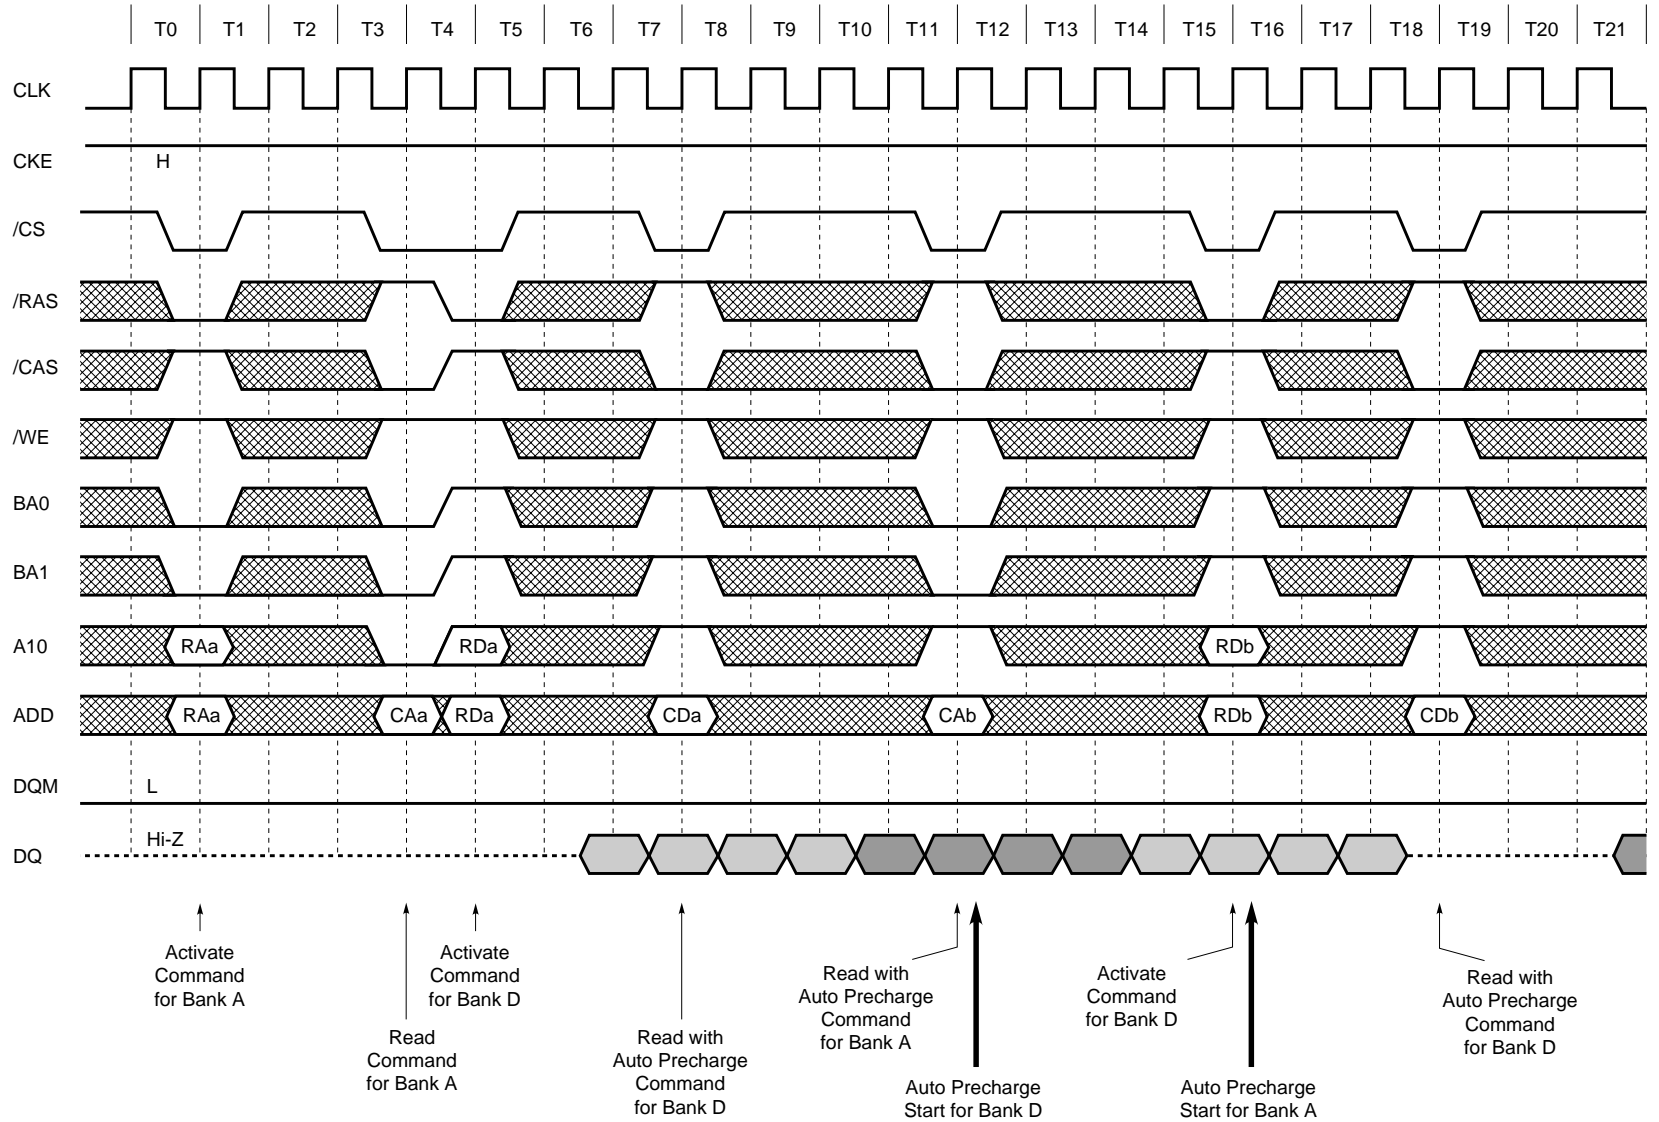 T0 T1 T2 T3 T4 T5 T6 T7 T8 T9 T10 T11 T12 T13 T14 T15 T16 T17 T18 T19 T20 T21
CLK
CKE H
/CS
/RAS
/CAS
/WE
BA0
BA1
A10 RAa RDa RDb
ADD RAa CAa RDa CDa CAb RDb CDb
DQM L
DQ Hi-Z
Activate
Command
for Bank A
Read
Command
for Bank A
Activate
Command
for Bank D
Read with
Auto Precharge
Command
for Bank D
Read with
Auto Precharge
Command
for Bank A
Auto Precharge
Start for Bank D
Activate
Command
for Bank D
Auto Precharge
Start for Bank A
Read with
Auto Precharge
Command
for Bank D